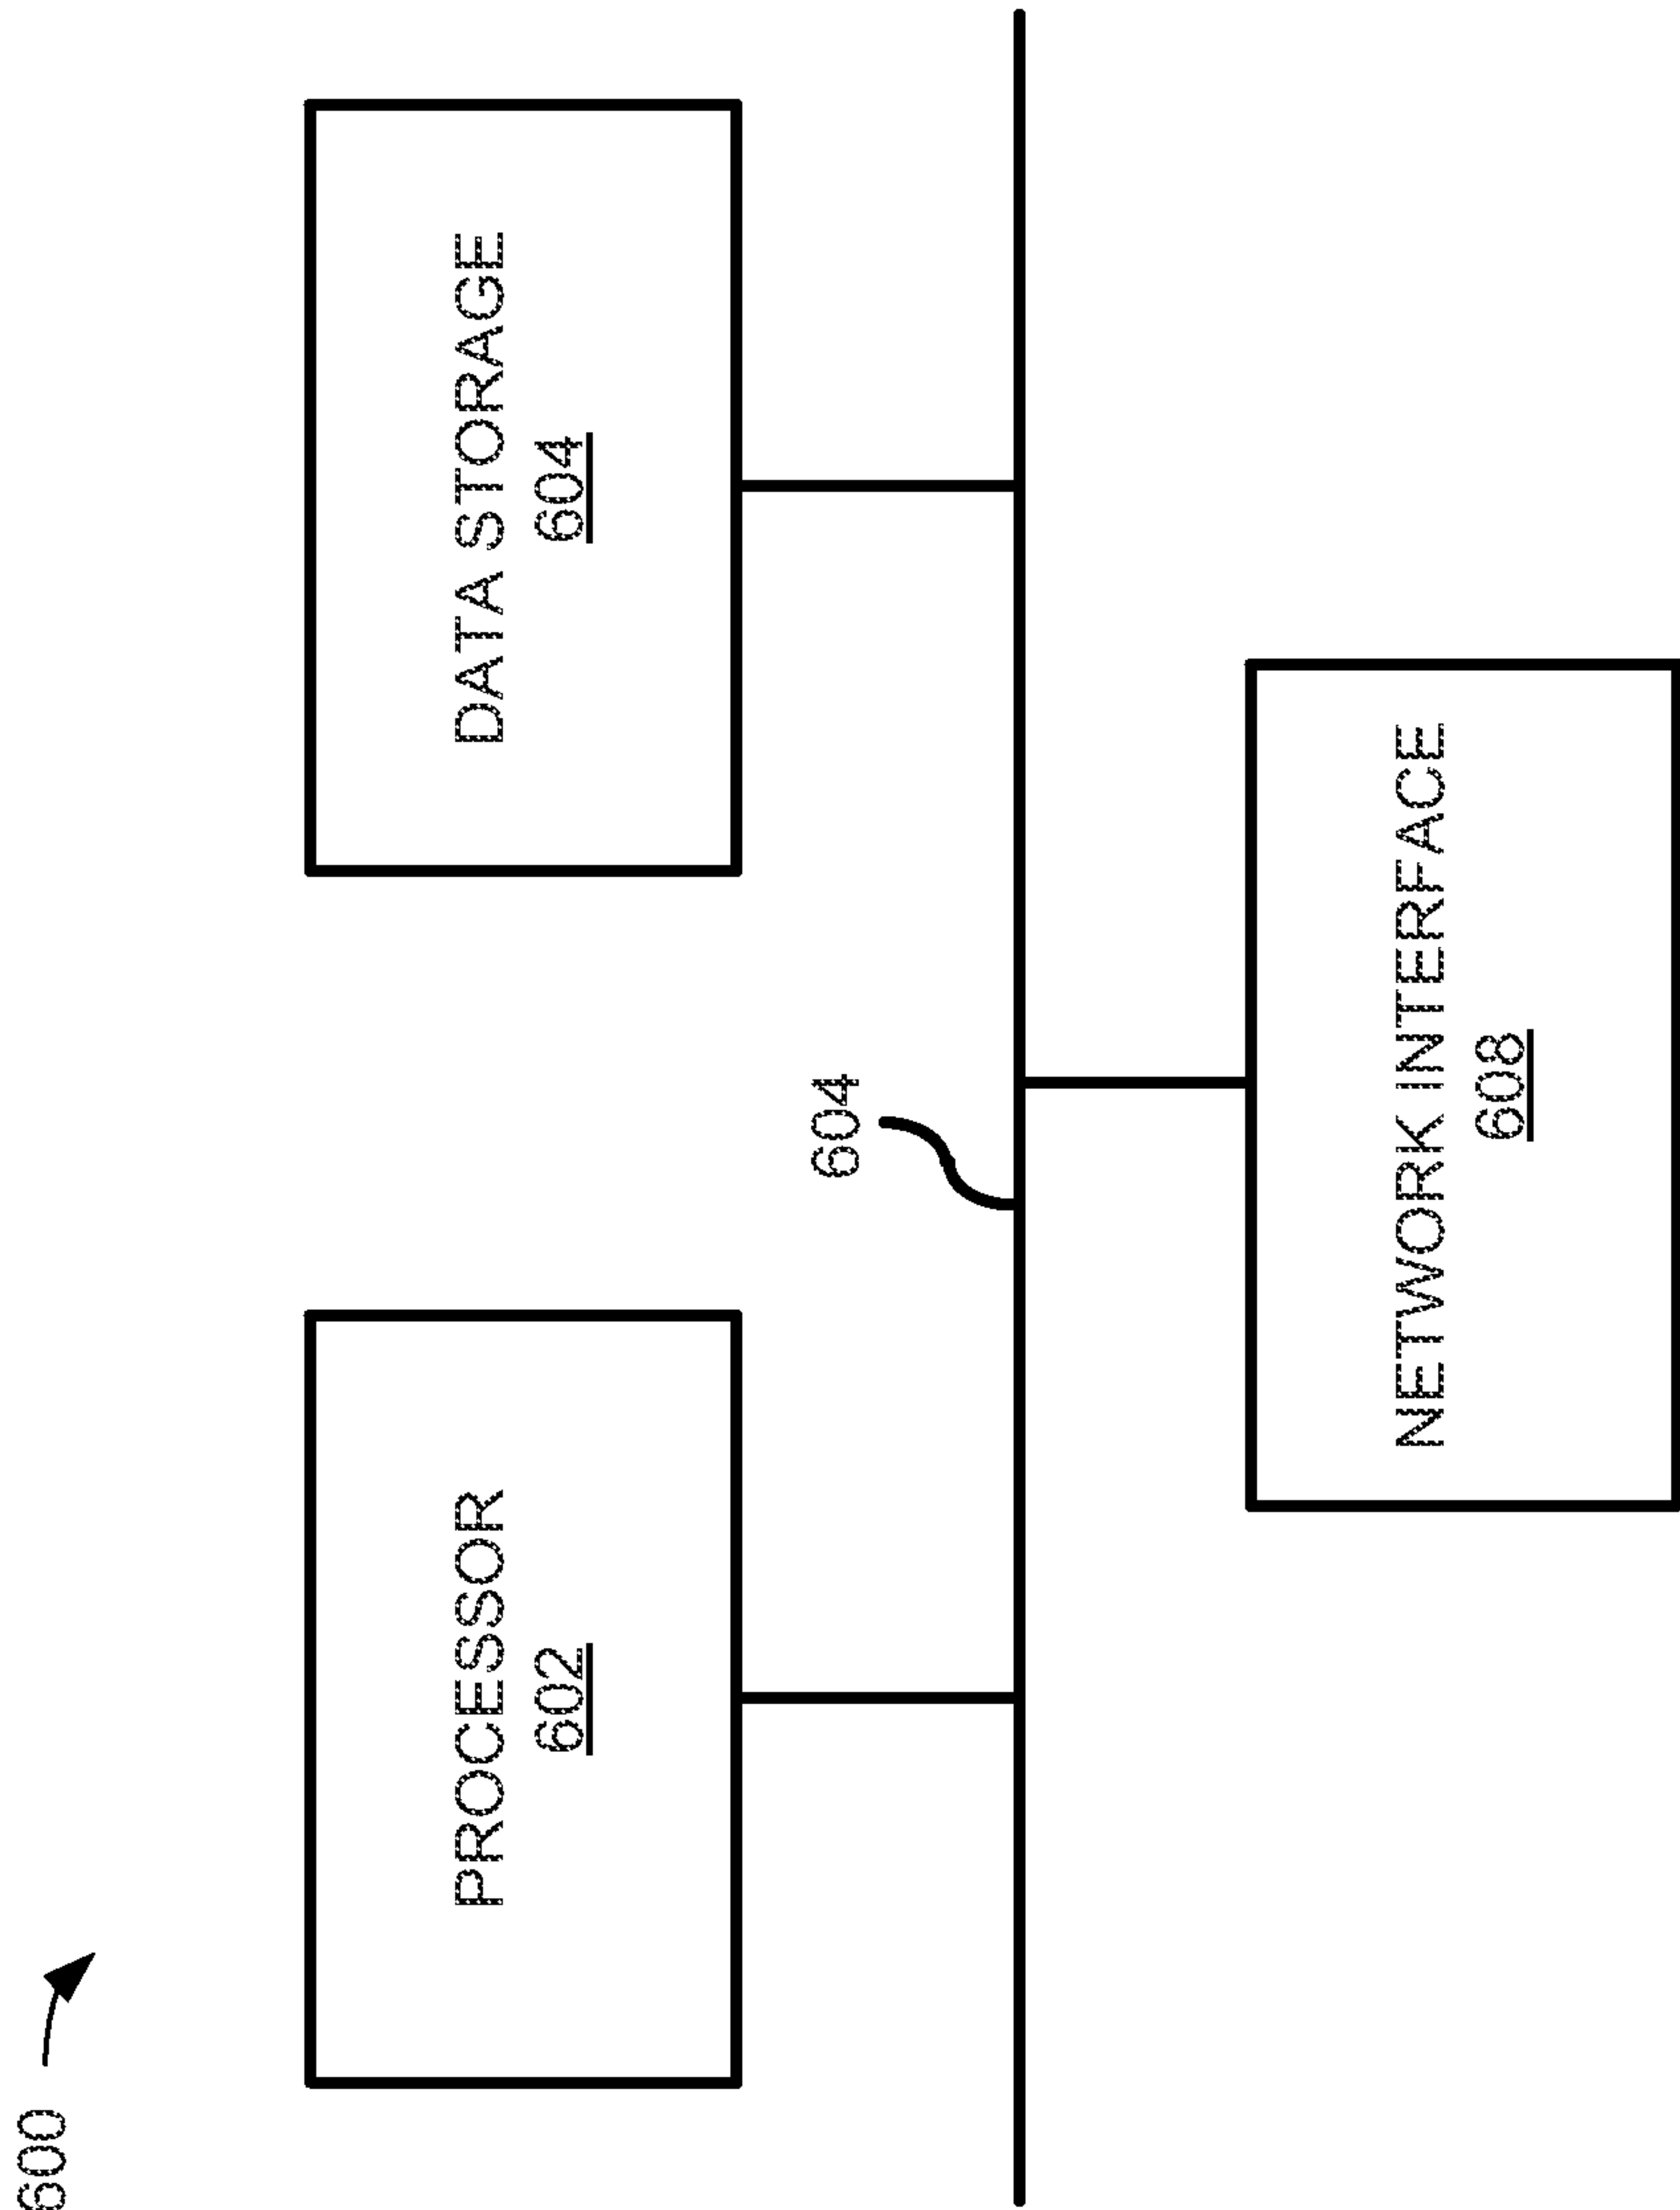 600
PROCESSOR
602
DATA STORAGE
604
604
NETWORK INTERFACE
608